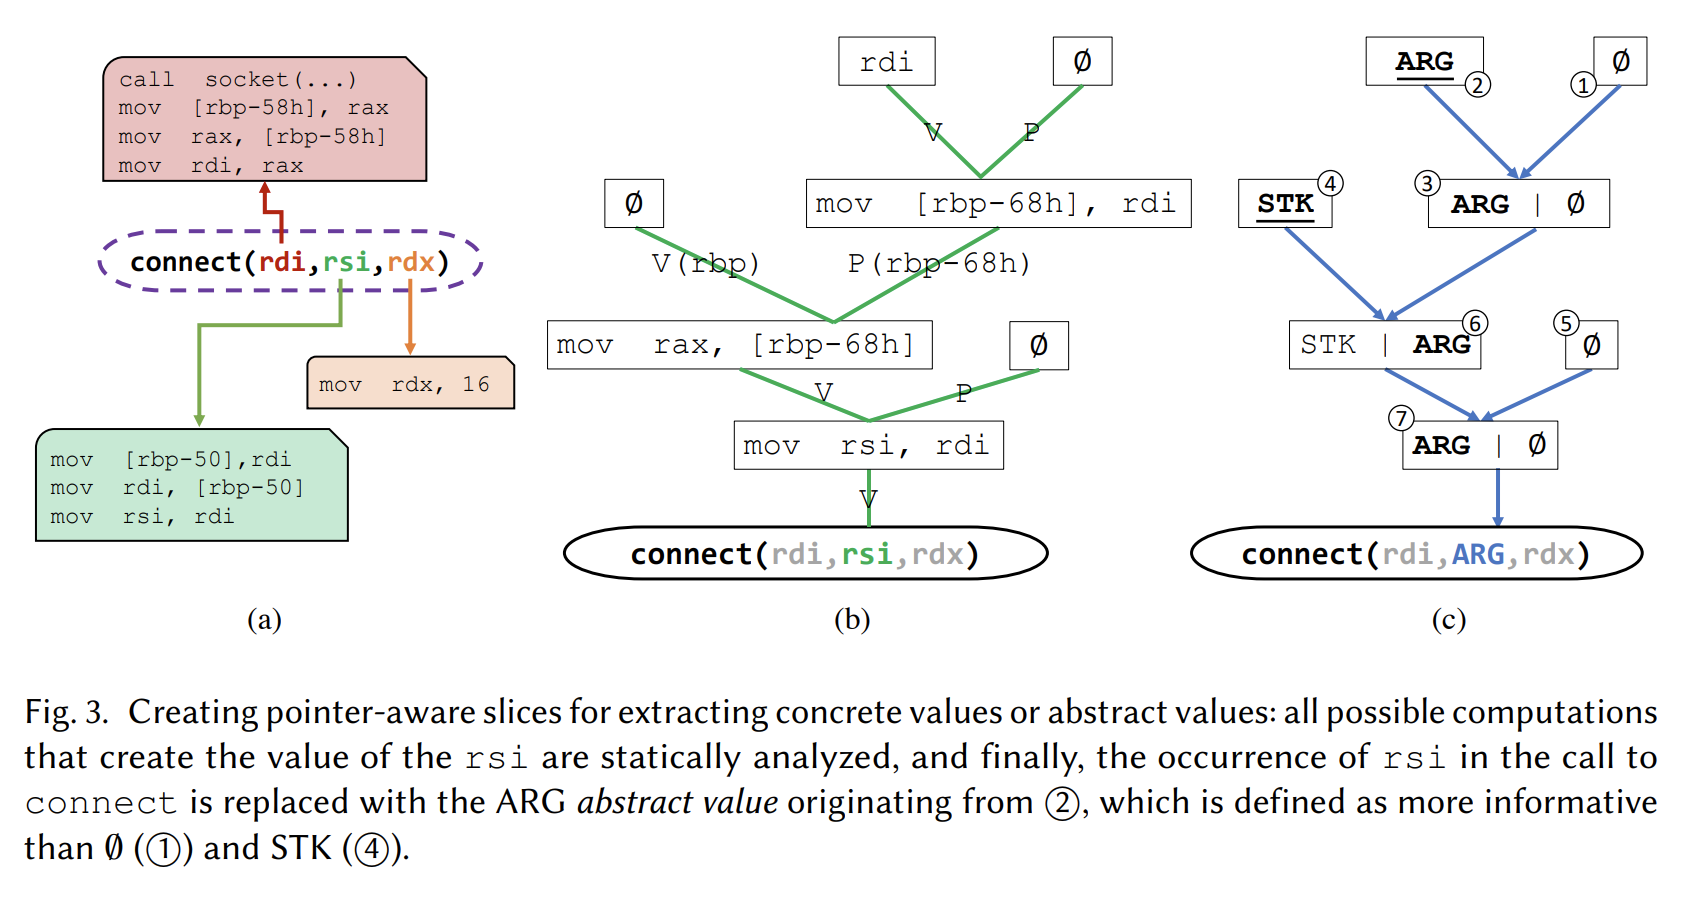 call socket(...)
mov [rbp-58h], rax
mov rax, [rbp-58h]
mov rdi, rax
connect(rdi,rsi,rdx)
mov rdx, 16
mov [rbp-50],rdi
mov rdi, [rbp-50]
mov rsi, rdi
(a)
rdi
Ø
V
P
Ø
mov [rbp-68h], rdi
V(rbp)
P(rbp-68h)
mov rax, [rbp-68h]
Ø
V
P
mov rsi, rdi
V
connect(rdi,rsi,rdx)
(b)
ARG
②
①
Ø
STK
④
③
ARG | Ø
STK | ARG
⑥
⑤
Ø
⑦
ARG | Ø
connect(rdi,ARG,rdx)
(c)
Fig. 3. Creating pointer-aware slices for extracting concrete values or abstract values: all possible computations
that create the value of the rsi are statically analyzed, and finally, the occurrence of rsi in the call to
connect is replaced with the ARG abstract value originating from ②, which is defined as more informative
than Ø (①) and STK (④).